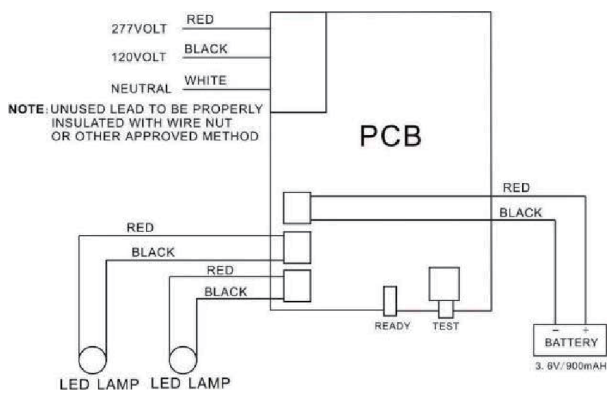 277VOLT RED
120VOLT BLACK
NEUTRAL WHITE
NOTE: UNUSED LEAD TO BE PROPERLY
INSULATED WITH WIRE NUT
OR OTHER APPROVED METHOD
PCB
RED
BLACK
RED
BLACK
RED
BLACK
READY TEST
- +
BATTERY
3.6V/900mAH
LED LAMP LED LAMP